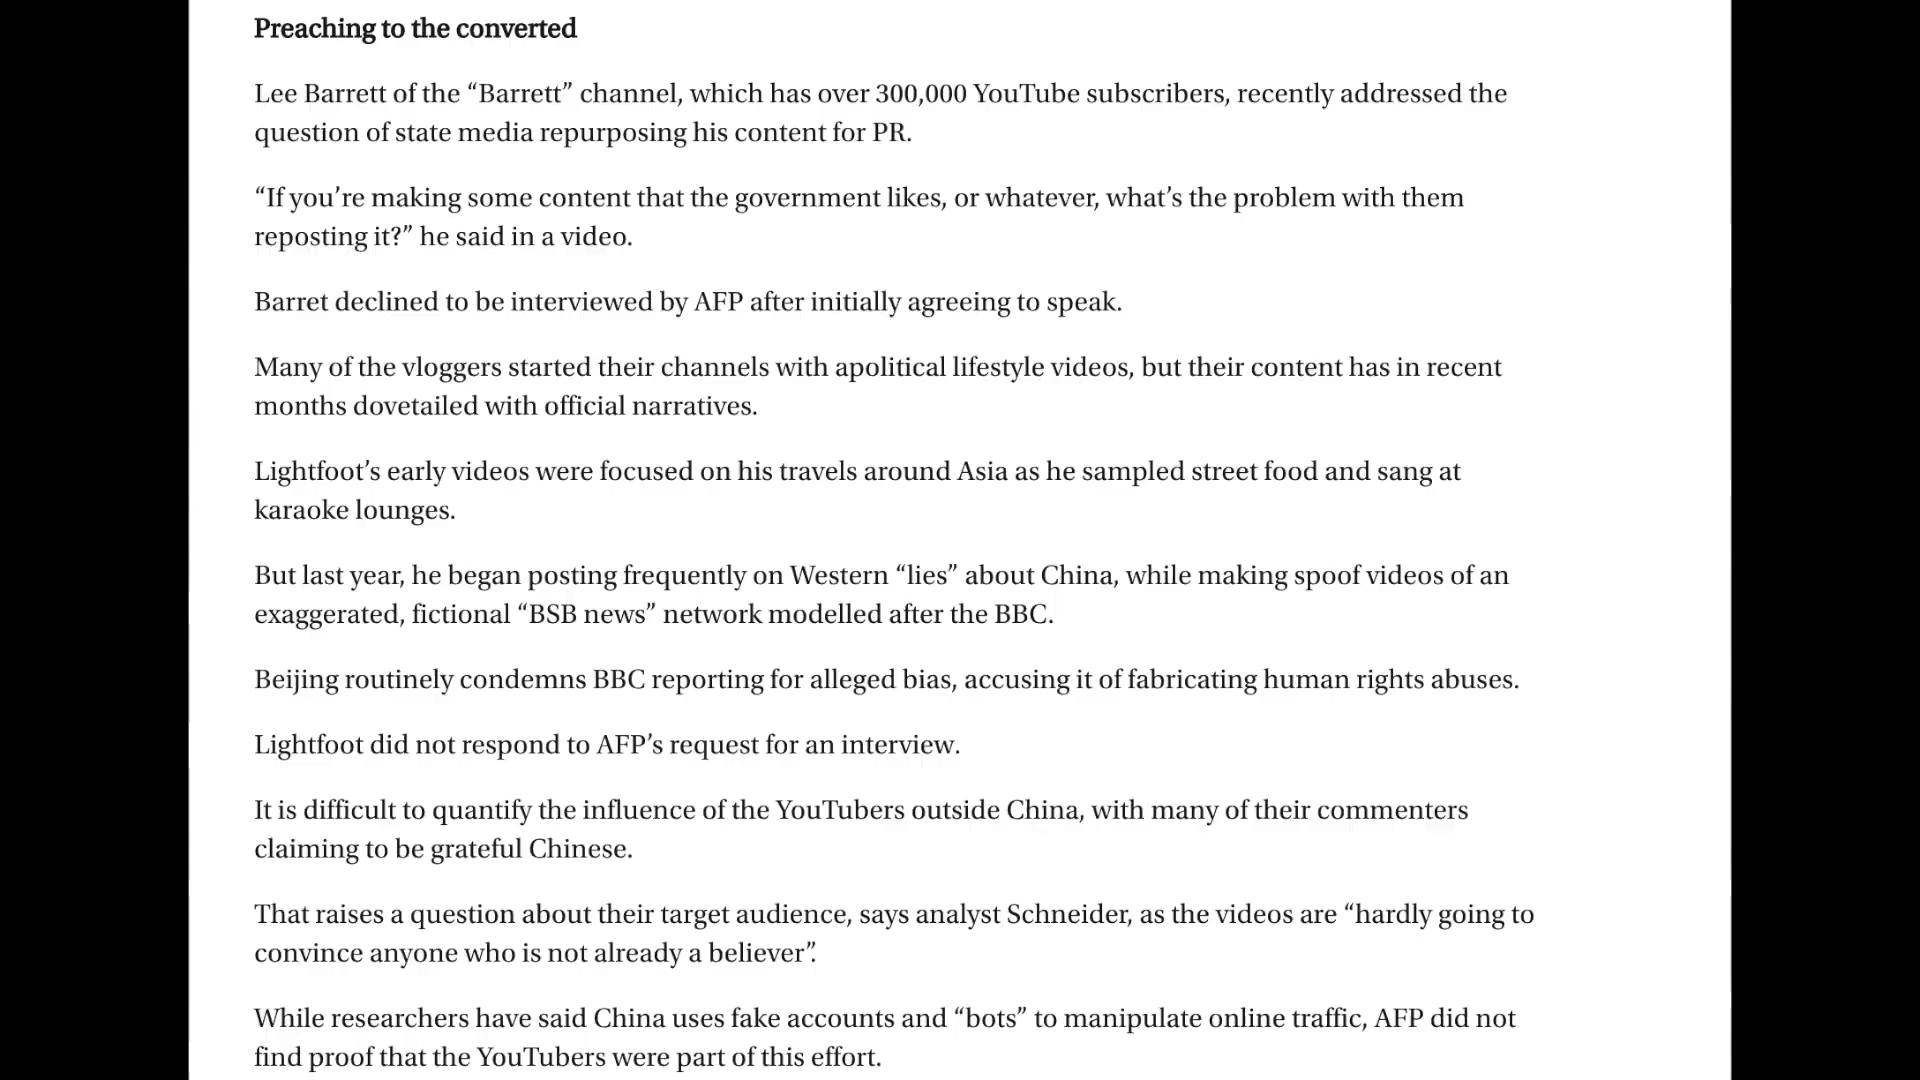 Preaching to the converted
Lee Barrett of the “Barrett” channel, which has over 300,000 YouTube subscribers, recently addressed the
question of state media repurposing his content for PR.
“If you’re making some content that the government likes, or whatever, what’s the problem with them
reposting it?” he said in a video.
Barret declined to be interviewed by AFP after initially agreeing to speak.
Many of the vloggers started their channels with apolitical lifestyle videos, but their content has in recent
months dovetailed with official narratives.
Lightfoot’s early videos were focused on his travels around Asia as he sampled street food and sang at
karaoke lounges.
But last year, he began posting frequently on Western “lies” about China, while making spoof videos of an
exaggerated, fictional “BSB news” network modelled after the BBC.
Beijing routinely condemns BBC reporting for alleged bias, accusing it of fabricating human rights abuses.
Lightfoot did not respond to AFP’s request for an interview.
It is difficult to quantify the influence of the YouTubers outside China, with many of their commenters
claiming to be grateful Chinese.
That raises a question about their target audience, says analyst Schneider, as the videos are “hardly going to
convince anyone who is not already a believer”.
While researchers have said China uses fake accounts and “bots” to manipulate online traffic, AFP did not
find proof that the YouTubers were part of this effort.